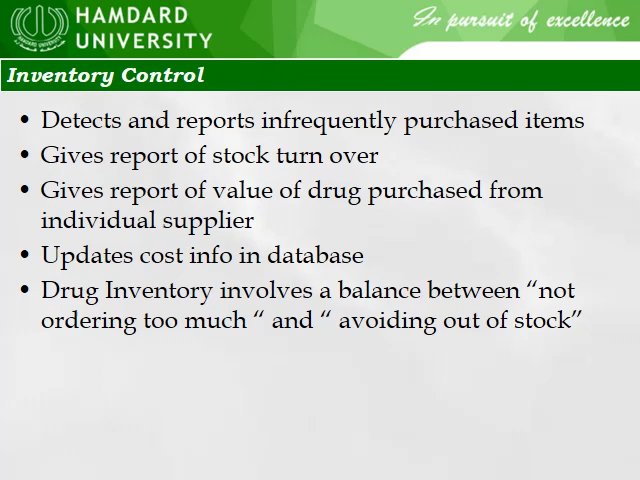 HAMDARD
UNIVERSITY
In pursuit of excellence
HAMDARD UNIVERSITY
Inventory Control
• Detects and reports infrequently purchased items
• Gives report of stock turn over
• Gives report of value of drug purchased from
individual supplier
• Updates cost info in database
• Drug Inventory involves a balance between “not
ordering too much “ and “ avoiding out of stock”